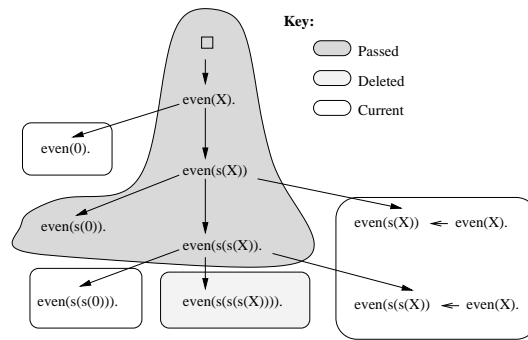 Key:
Passed
Deleted
Current
even(X).
even(0).
even(s(X))
even(s(0)).
even(s(X)) ← even(X).
even(s(s(X)).
even(s(s(0))).
even(s(s(s(X)))).
even(s(s(X)) ← even(X).